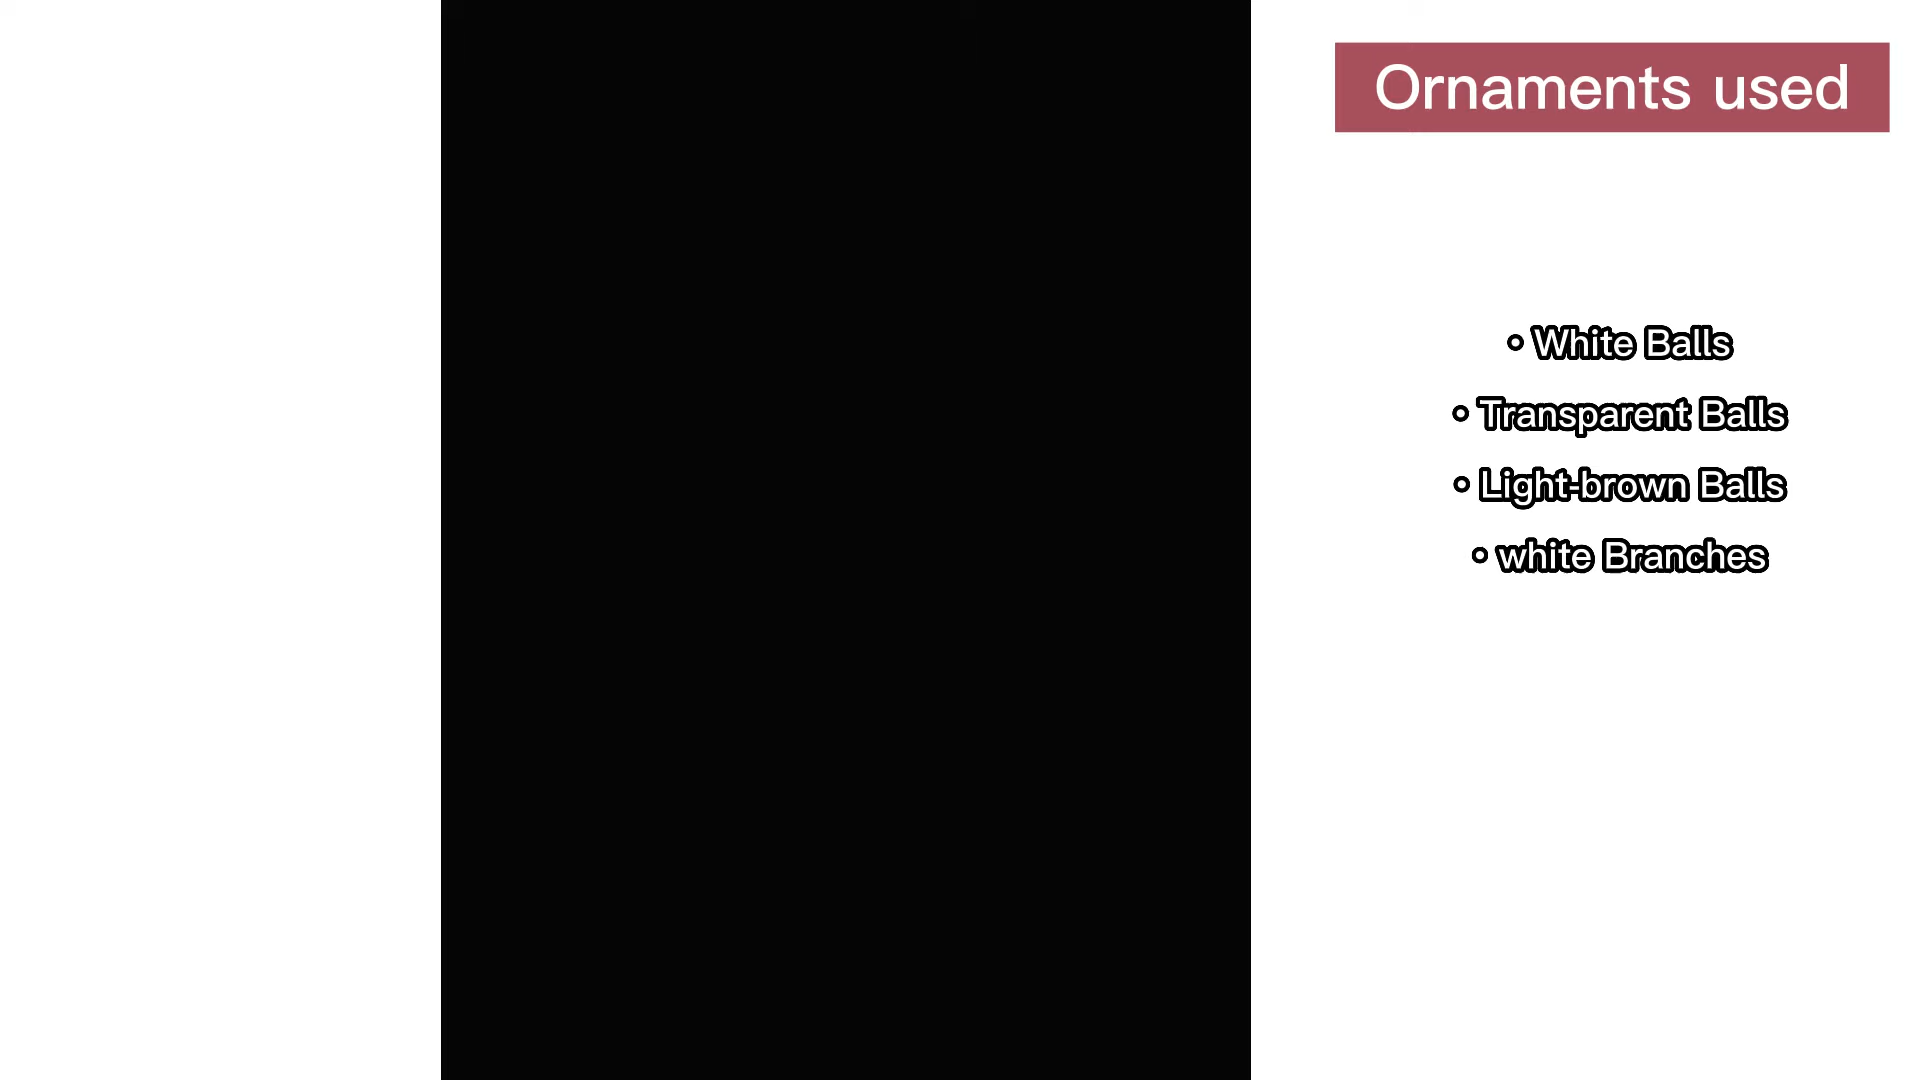 Ornaments used
• White Balls
• Transparent Balls
• Light-brown Balls
• white Branches